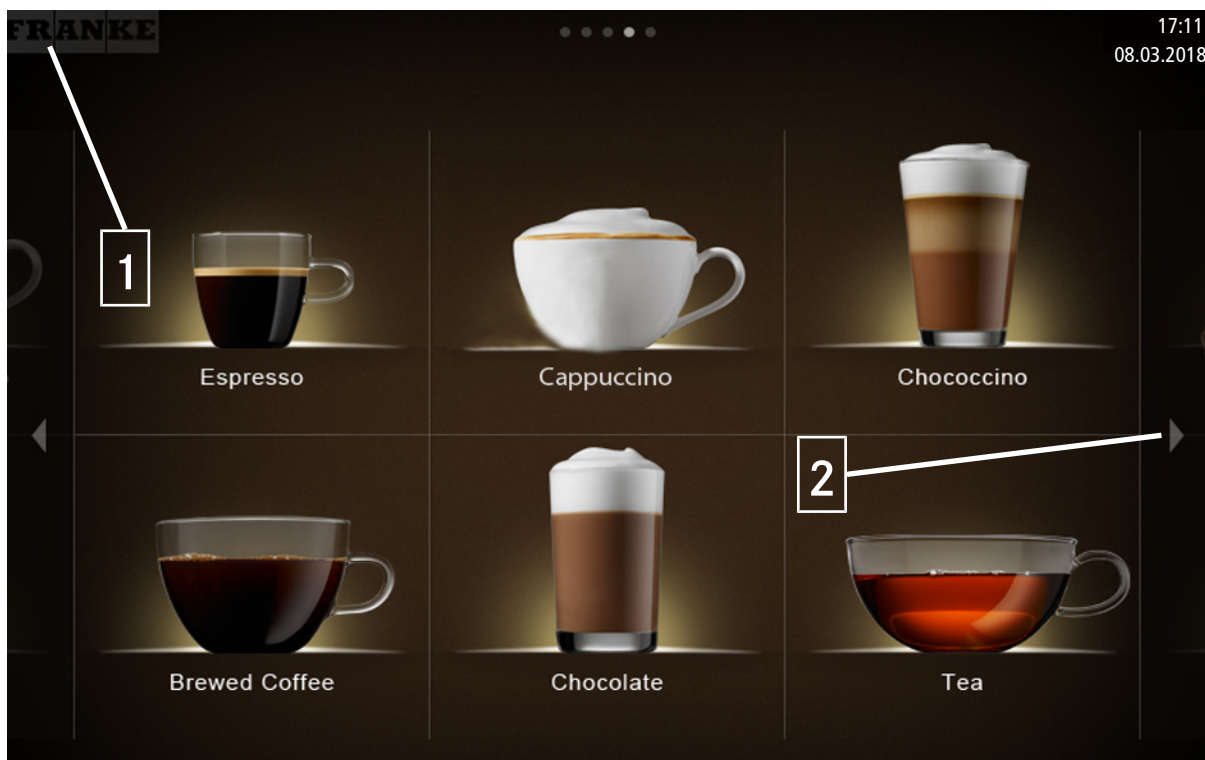 FRANKE
17:11
08.03.2018
1
Espresso
Cappuccino
Chococcino
2
Brewed Coffee
Chocolate
Tea